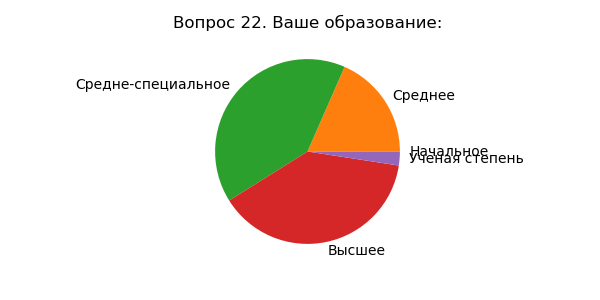 Вопрос 22. Ваше образование:
Средне-специальное
Среднее
Начальное
Ученая степень
Высшее